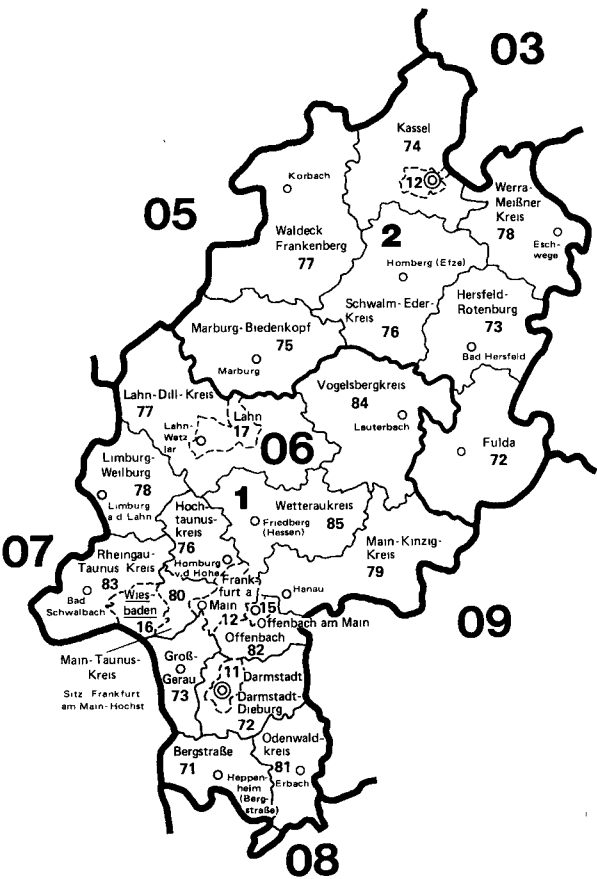 03
Kassel
74
12
Korbach
Werra-
Meißner
Kreis
78
Esch-
wege
05
Waldeck
Frankenberg
77
2
Homberg (Efze)
Schwalm-Eder-
Kreis
76
Hersfeld-
Rotenburg
73
Bad Hersfeld
Marburg-Biedenkopf
75
Marburg
Lahn-Dill-Kreis
77
Lahn
17
Lahn-
Wetz
lar
Vogelsbergkreis
84
Lauterbach
06
Fulda
72
Limburg-
Weilburg
78
Limburg
a d Lahn
1
Hoch-
taunus-
kreis
76
Homburg
v.d Hohe
Wetteraukreis
85
Friedberg
(Hessen)
Main-Kinzig-
Kreis
79
07
Rheingau-
Taunus Kreis
83
Bad
Schwalbach
80
Wies-
baden
16
Frank-
furt a
Main
12
Hanau
15
Offenbach am Main
Offenbach
82
09
Main-Taunus-
Kreis
Sitz Frankfurt
am Main-Höchst
Groß-
Gerau
73
11
Darmstadt
Darmstadt-
Dieburg
72
Bergstraße
71
Heppen-
heim
(Berg-
straße)
Odenwald-
kreis
81
Erbach
08